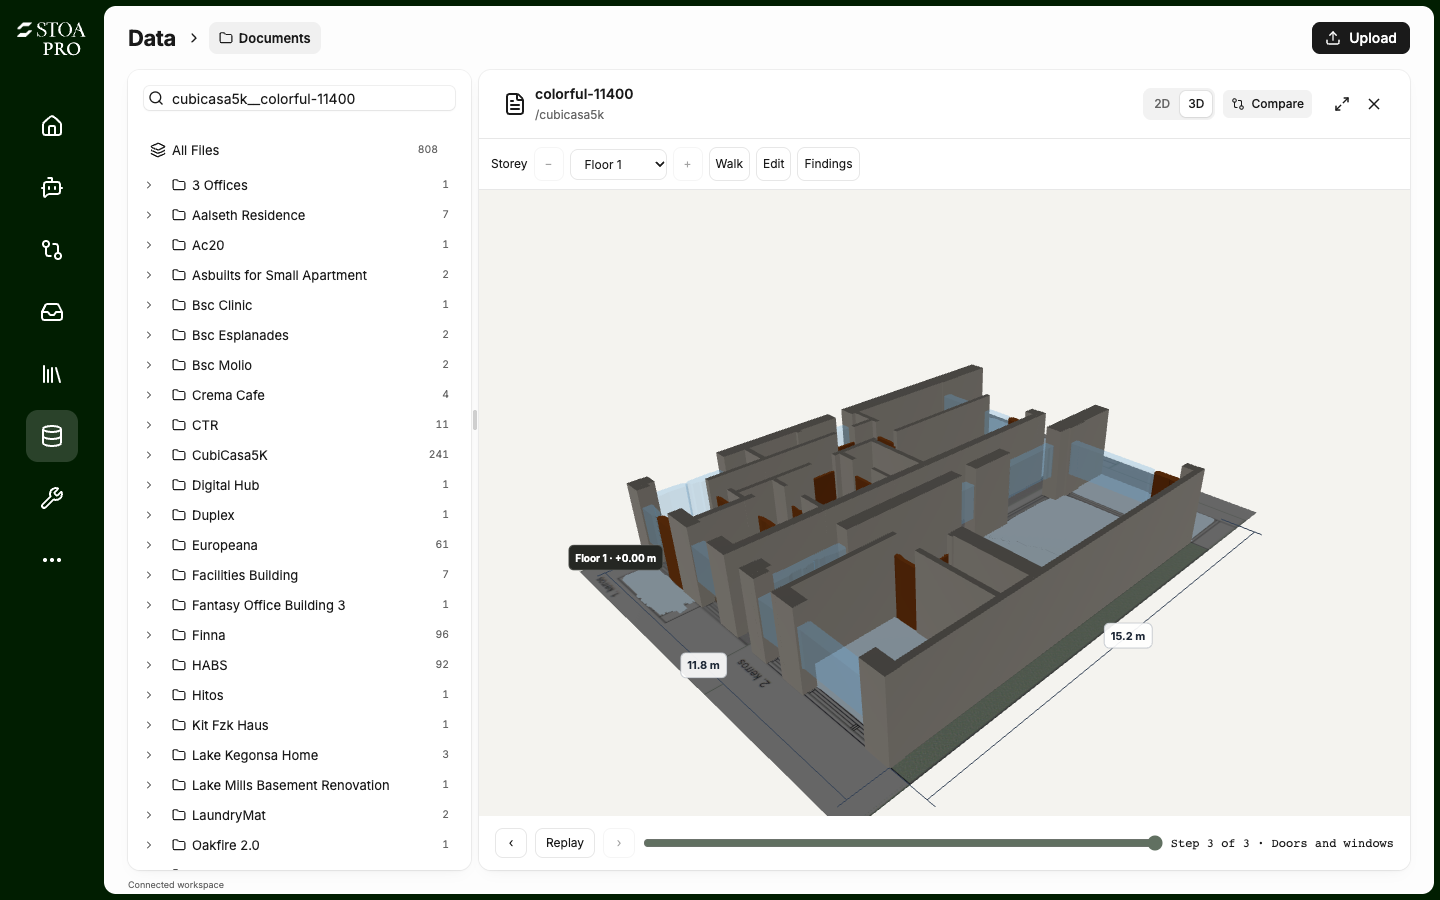 STOA
PRO
Data
Documents
Upload
cubicasa5k__colorful-11400
All Files 808
3 Offices 1
Aalseth Residence 7
Ac20 1
Asbuilts for Small Apartment 2
Bsc Clinic 1
Bsc Esplanades 2
Bsc Molio 2
Crema Cafe 4
CTR 11
CubiCasa5K 241
Digital Hub 1
Duplex 1
Europeana 61
Facilities Building 7
Fantasy Office Building 3 1
Finna 96
HABS 92
Hitos 1
Kit Fzk Haus 1
Lake Kegonsa Home 3
Lake Mills Basement Renovation 1
LaundryMat 2
Oakfire 2.0 1
Connected workspace
colorful-11400
/cubicasa5k
2D 3D Compare
Storey − Floor 1 + Walk Edit Findings
Floor 1 · +0.00 m
11.8 m
15.2 m
2 kerros
Replay
Step 3 of 3 · Doors and windows